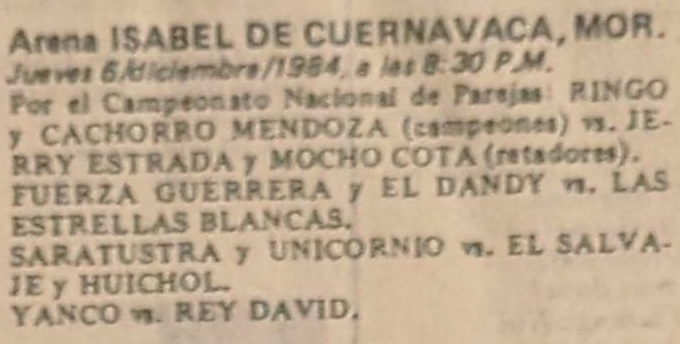 Arena ISABEL DE CUERNAVACA, MOR.
Jueves 6/diciembre/1984, a las 8:30 P.M.
Por el Campeonato Nacional de Parejas: RINGO
y CACHORRO MENDOZA (campeones) vs. JE-
RRY ESTRADA y MOCHO COTA (retadores).
FUERZA GUERRERA y EL DANDY vs. LAS
ESTRELLAS BLANCAS.
SARATUSTRA y UNICORNIO vs. EL SALVA-
JE y HUICHOL.
YANCO vs. REY DAVID.